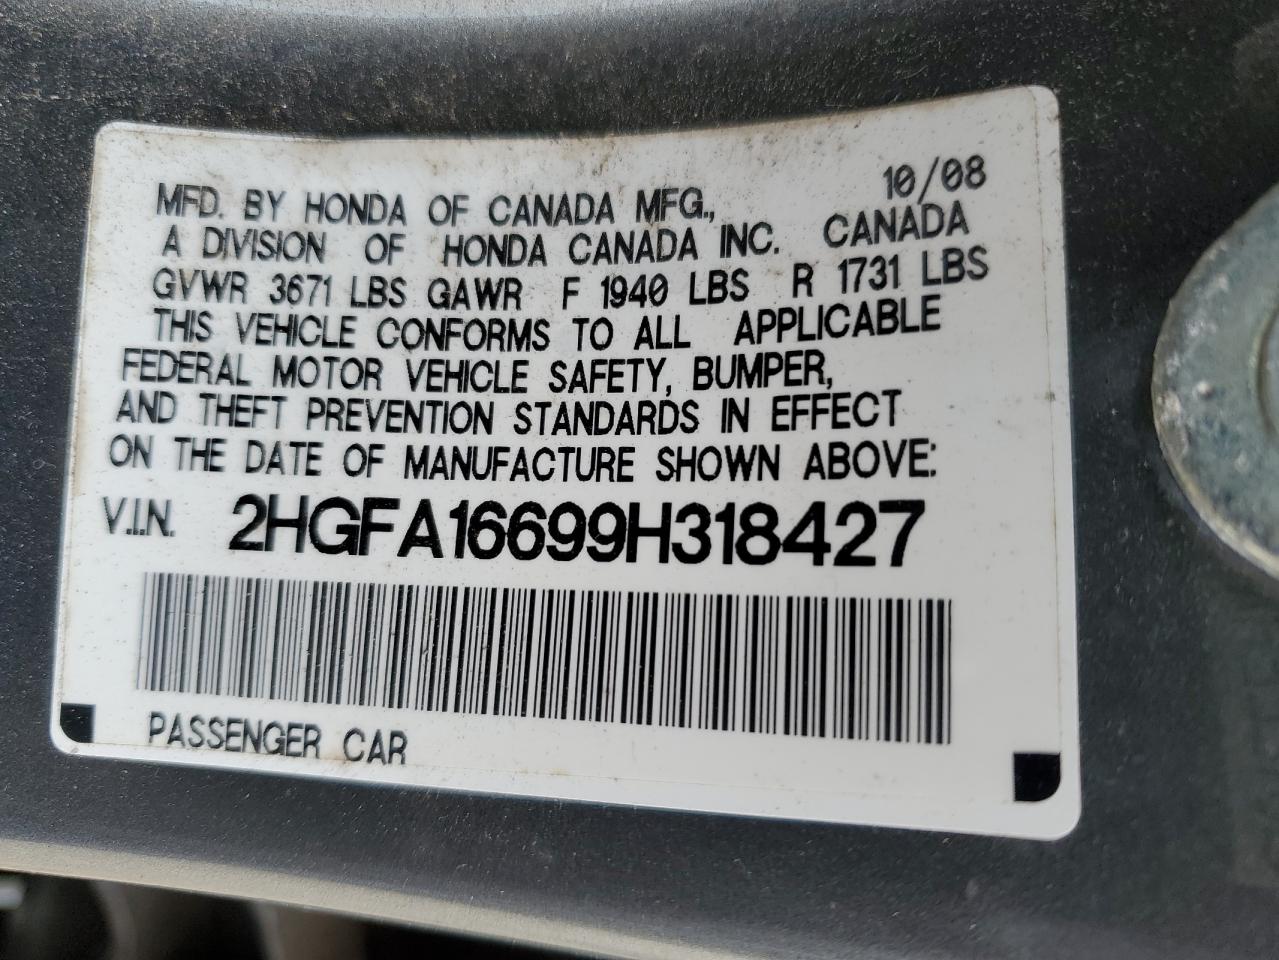 10/08
MFD. BY HONDA OF CANADA MFG.,
A DIVISION OF HONDA CANADA INC. CANADA
GVWR 3671 LBS GAWR F 1940 LBS R 1731 LBS
THIS VEHICLE CONFORMS TO ALL APPLICABLE
FEDERAL MOTOR VEHICLE SAFETY, BUMPER,
AND THEFT PREVENTION STANDARDS IN EFFECT
ON THE DATE OF MANUFACTURE SHOWN ABOVE:
V.I.N. 2HGFA16699H318427
PASSENGER CAR